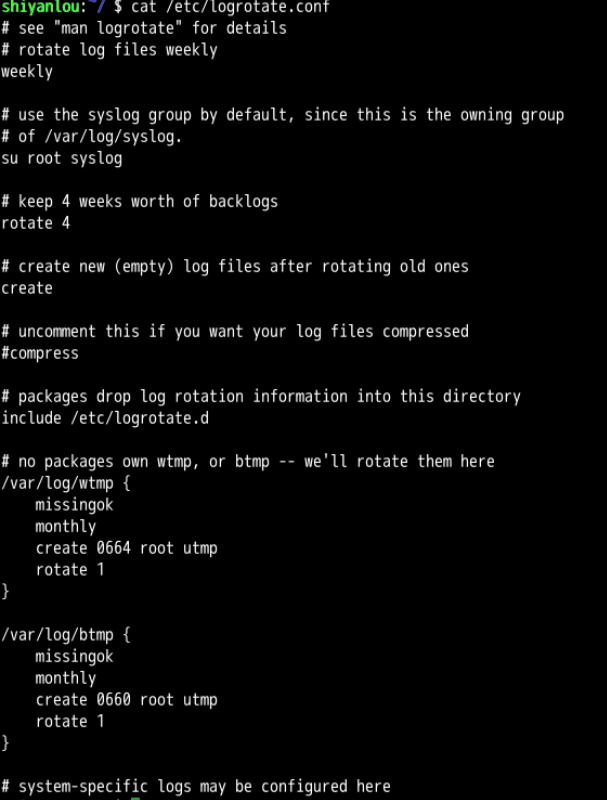 shiyanlou:~/ $ cat /etc/logrotate.conf
# see "man logrotate" for details
# rotate log files weekly
weekly

# use the syslog group by default, since this is the owning group
# of /var/log/syslog.
su root syslog

# keep 4 weeks worth of backlogs
rotate 4

# create new (empty) log files after rotating old ones
create

# uncomment this if you want your log files compressed
#compress

# packages drop log rotation information into this directory
include /etc/logrotate.d

# no packages own wtmp, or btmp -- we'll rotate them here
/var/log/wtmp {
    missingok
    monthly
    create 0664 root utmp
    rotate 1
}

/var/log/btmp {
    missingok
    monthly
    create 0660 root utmp
    rotate 1
}

# system-specific logs may be configured here